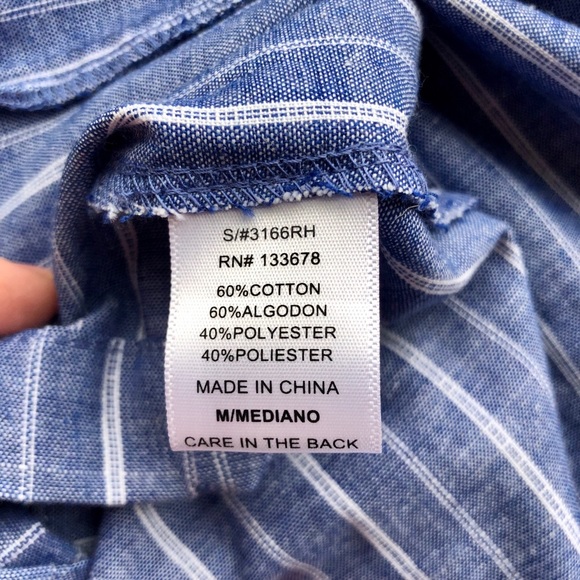 S/#3166RH
RN# 133678
60%COTTON
60%ALGODON
40%POLYESTER
40%POLIESTER
MADE IN CHINA
M/MEDIANO
CARE IN THE BACK